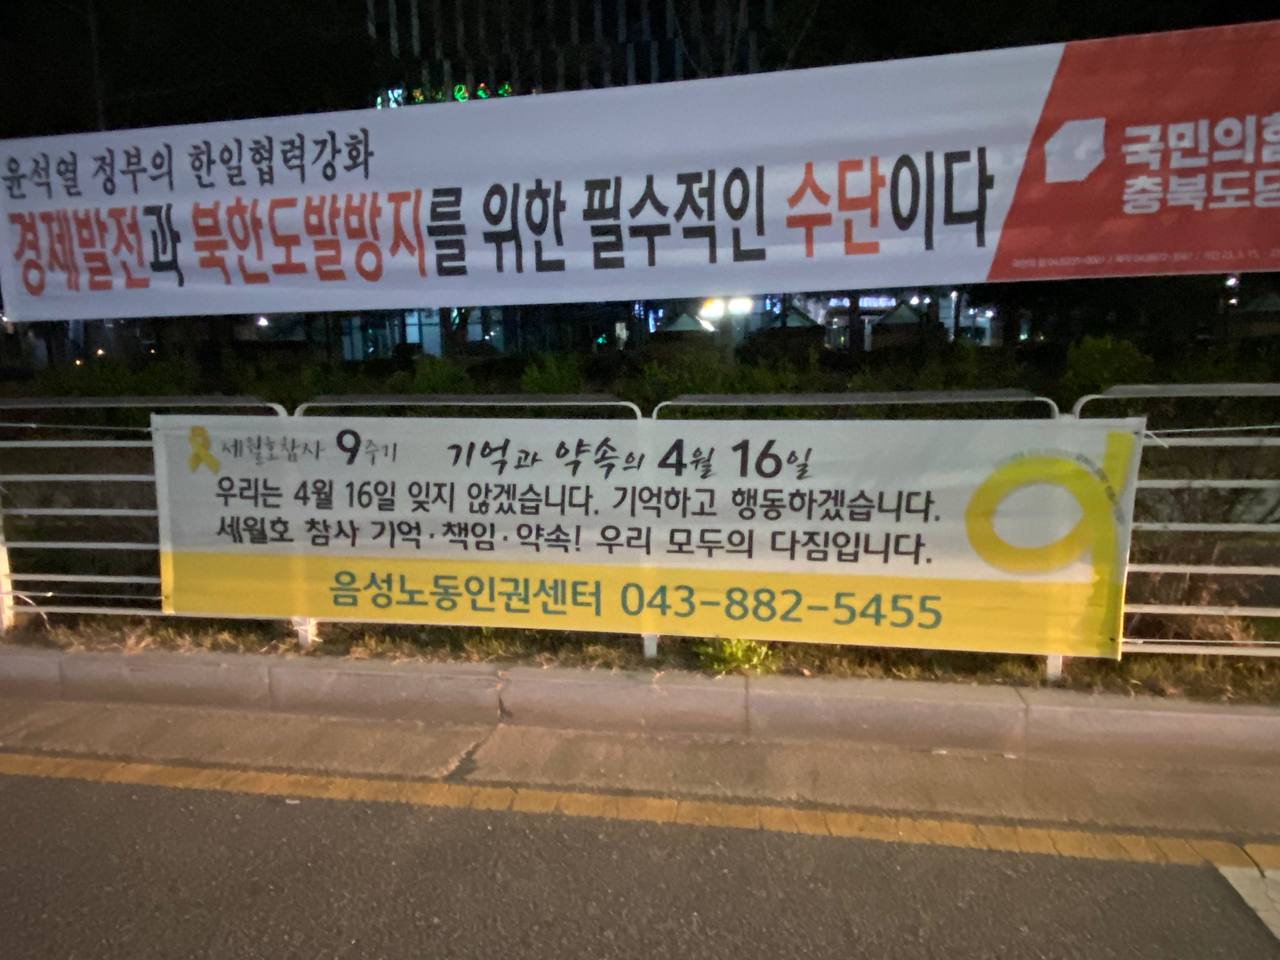 윤석열 정부의 한일협력강화
경제발전과 북한도발방지를 위한 필수적인 수단이다
국민의힘
충북도당
세월호참사 9주기 기억과 약속의 4월 16일
우리는 4월 16일 잊지 않겠습니다. 기억하고 행동하겠습니다.
세월호 참사 기억·책임·약속! 우리 모두의 다짐입니다.
음성노동인권센터 043-882-5455